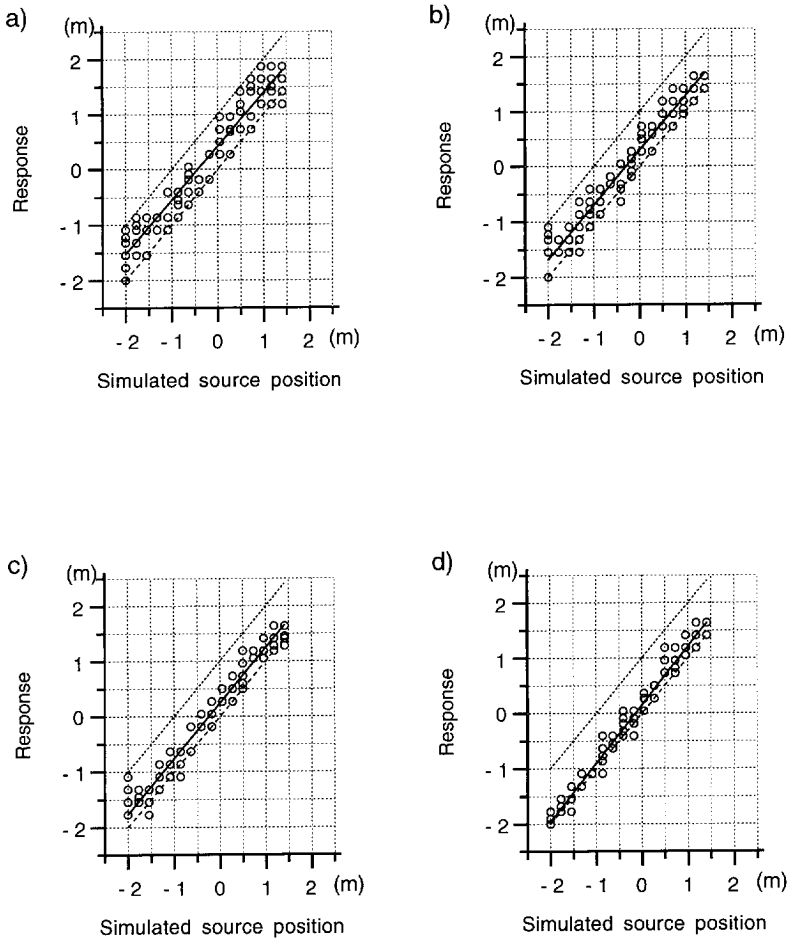 a)
(m)
2
1
0
- 1
- 2
Response
- 2 - 1 0 1 2 (m)
Simulated source position
b)
(m)
2
1
0
- 1
- 2
Response
- 2 - 1 0 1 2 (m)
Simulated source position
c)
(m)
2
1
0
- 1
- 2
Response
- 2 - 1 0 1 2 (m)
Simulated source position
d)
(m)
2
1
0
- 1
- 2
Response
- 2 - 1 0 1 2 (m)
Simulated source position